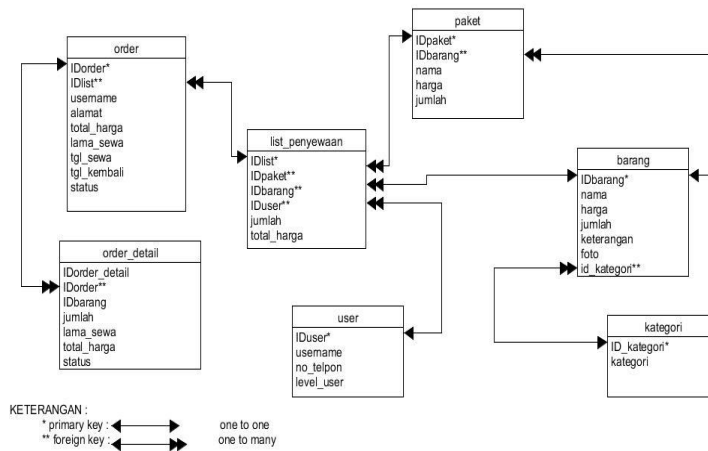 order
IDorder*
IDlist**
username
alamat
total_harga
lama_sewa
tgl_sewa
tgl_kembali
status
order_detail
IDorder_detail
IDorder**
IDbarang
jumlah
lama_sewa
total_harga
status
list_penyewaan
IDlist*
IDpaket**
IDbarang**
IDuser**
jumlah
total_harga
user
IDuser*
username
no_telpon
level_user
paket
IDpaket*
IDbarang**
nama
harga
jumlah
barang
IDbarang*
nama
harga
jumlah
keterangan
foto
id_kategori**
kategori
ID_kategori*
kategori
KETERANGAN :
* primary key : one to one
** foreign key : one to many